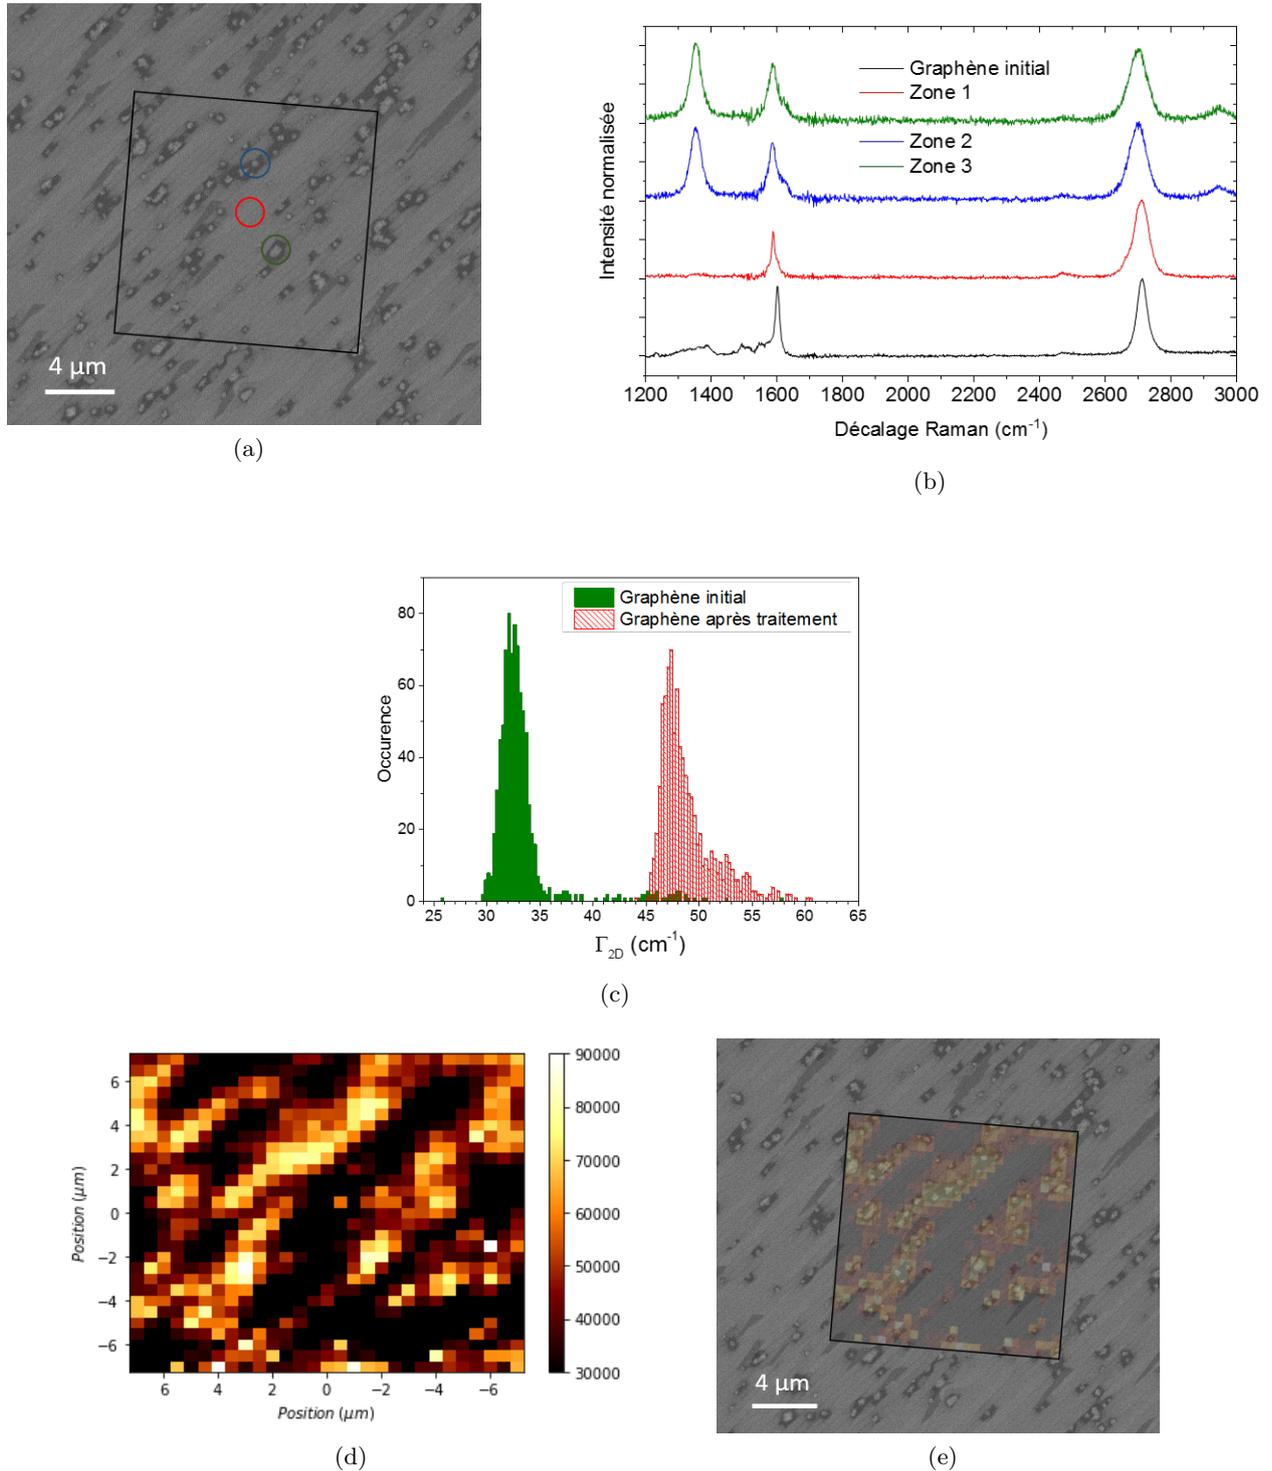 4 μm
(a)
Intensité normalisée
Graphène initial
Zone 1
Zone 2
Zone 3
1200 1400 1600 1800 2000 2200 2400 2600 2800 3000
Décalage Raman (cm-1)
(b)
Occurence
80
60
40
20
0
Graphène initial
Graphène après traitement
25 30 35 40 45 50 55 60 65
Γ2D (cm-1)
(c)
Position (μm)
6
4
2
0
−2
−4
−6
6 4 2 0 −2 −4 −6
Position (μm)
90000
80000
70000
60000
50000
40000
30000
(d)
4 μm
(e)